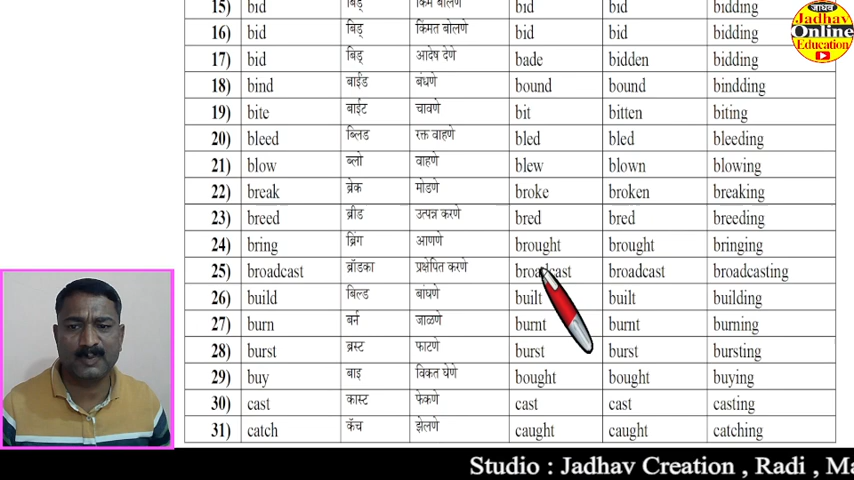 15) bid बिड् किंमत बोलणे bid bid bidding
16) bid बिड् किंमत बोलणे bid bid bidding
17) bid बिड् आदेष देणे bade bidden bidding
18) bind बाईंड बंधणे bound bound bindding
19) bite बाईट चावणे bit bitten biting
20) bleed ब्लिड रक्त वाहणे bled bled bleeding
21) blow ब्लो वाहणे blew blown blowing
22) break ब्रेक मोडणे broke broken breaking
23) breed ब्रीड उत्पन्न करणे bred bred breeding
24) bring ब्रिंग आणणे brought brought bringing
25) broadcast ब्रॉडका प्रक्षेपित करणे broadcast broadcast broadcasting
26) build बिल्ड बांघणे built built building
27) burn बर्न जाळणे burnt burnt burning
28) burst ब्रस्ट फाटणे burst burst bursting
29) buy बाइ विकत घेणे bought bought buying
30) cast कास्ट फेकणे cast cast casting
31) catch कॅच झेलणे caught caught catching
जाधव
Jadhav
Online
Education
Studio : Jadhav Creation , Radi , Ma